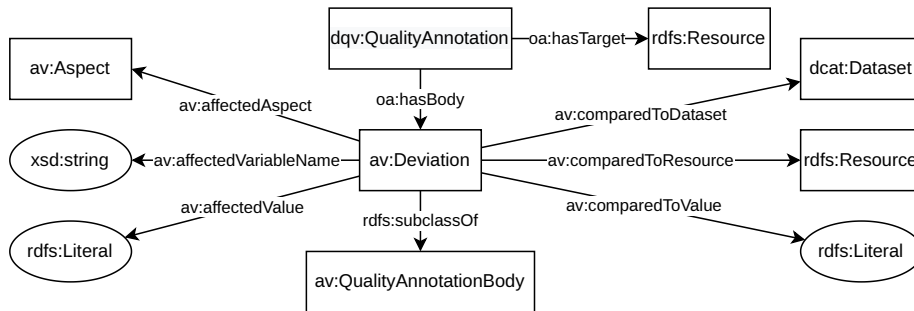 dqv:QualityAnnotation
oa:hasTarget
rdfs:Resource
av:Aspect
dcat:Dataset
oa:hasBody
av:affectedAspect
av:comparedToDataset
xsd:string
av:affectedVariableName
av:Deviation
av:comparedToResource
rdfs:Resource
av:affectedValue
av:comparedToValue
rdfs:subclassOf
rdfs:Literal
rdfs:Literal
av:QualityAnnotationBody